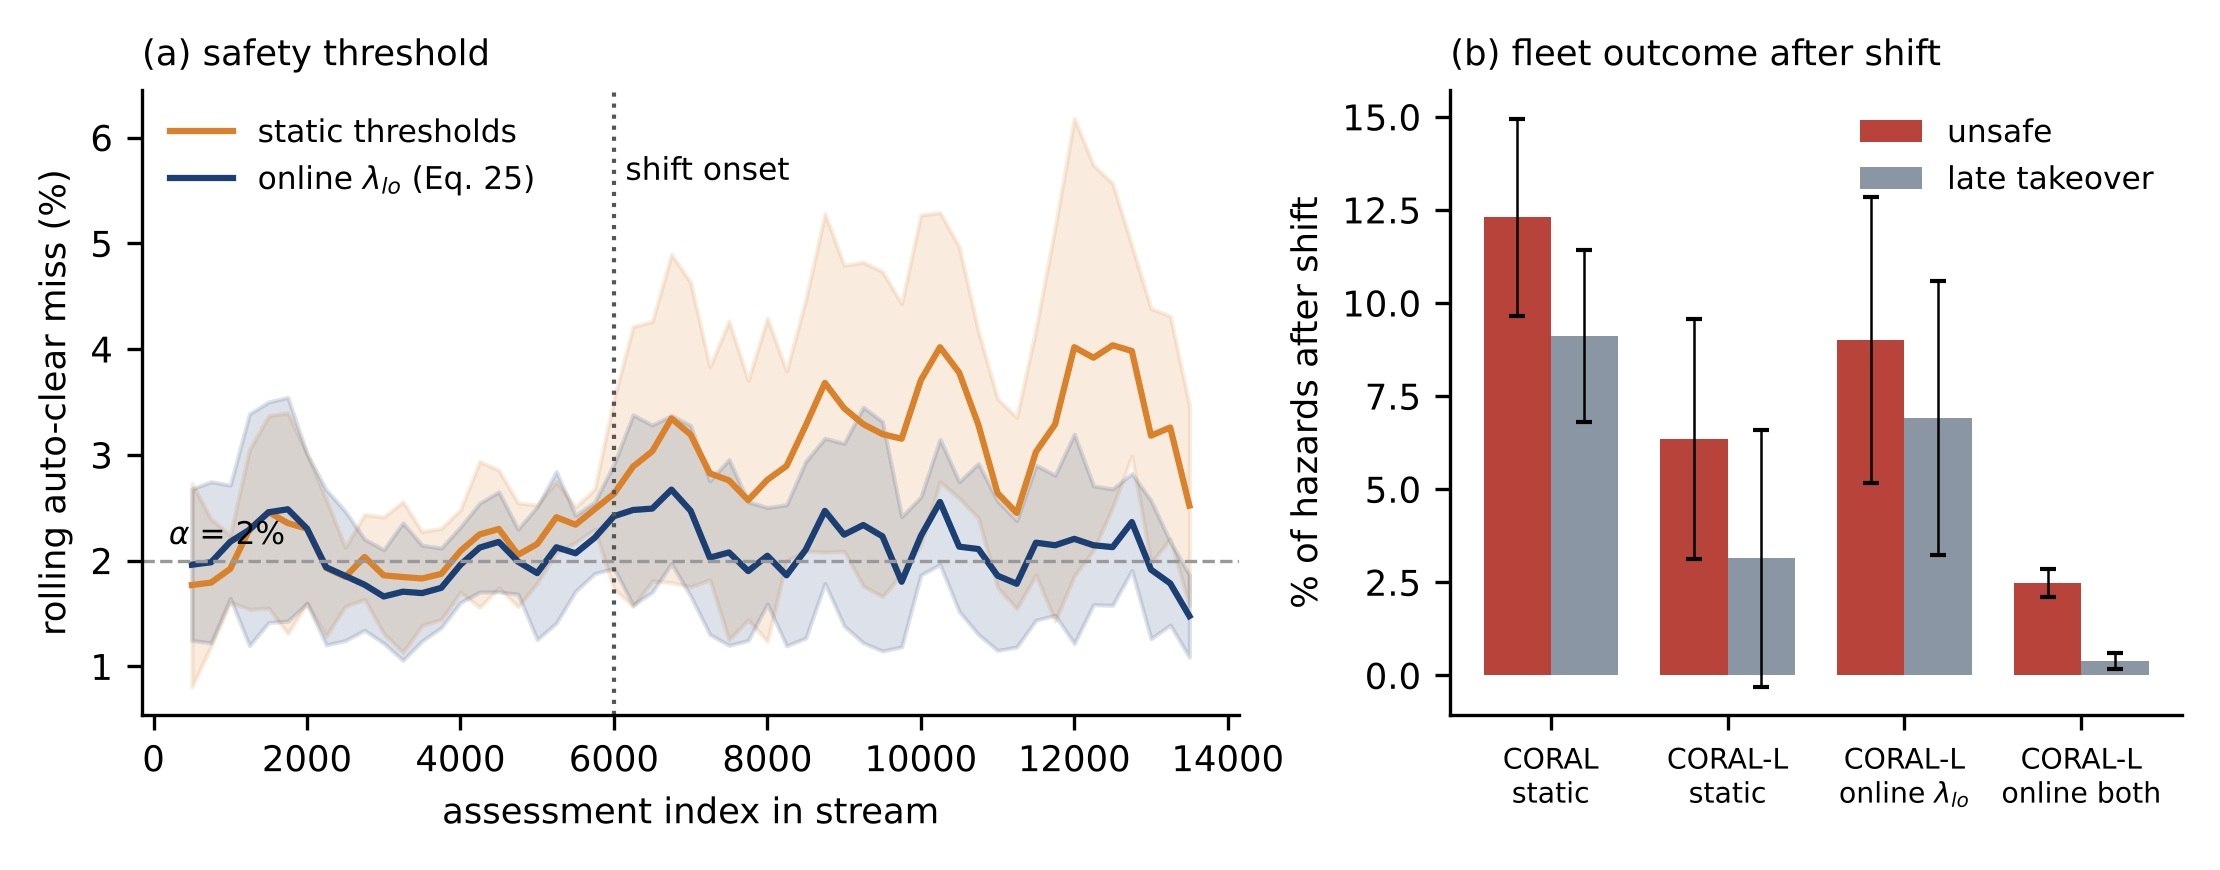 (a) safety threshold
rolling auto-clear miss (%)
6
5
4
3
2
1
static thresholds
online λlo (Eq. 25)
shift onset
α = 2%
0 2000 4000 6000 8000 10000 12000 14000
assessment index in stream
(b) fleet outcome after shift
% of hazards after shift
15.0
12.5
10.0
7.5
5.0
2.5
0.0
unsafe
late takeover
CORAL
static
CORAL-L
static
CORAL-L
online λlo
CORAL-L
online both